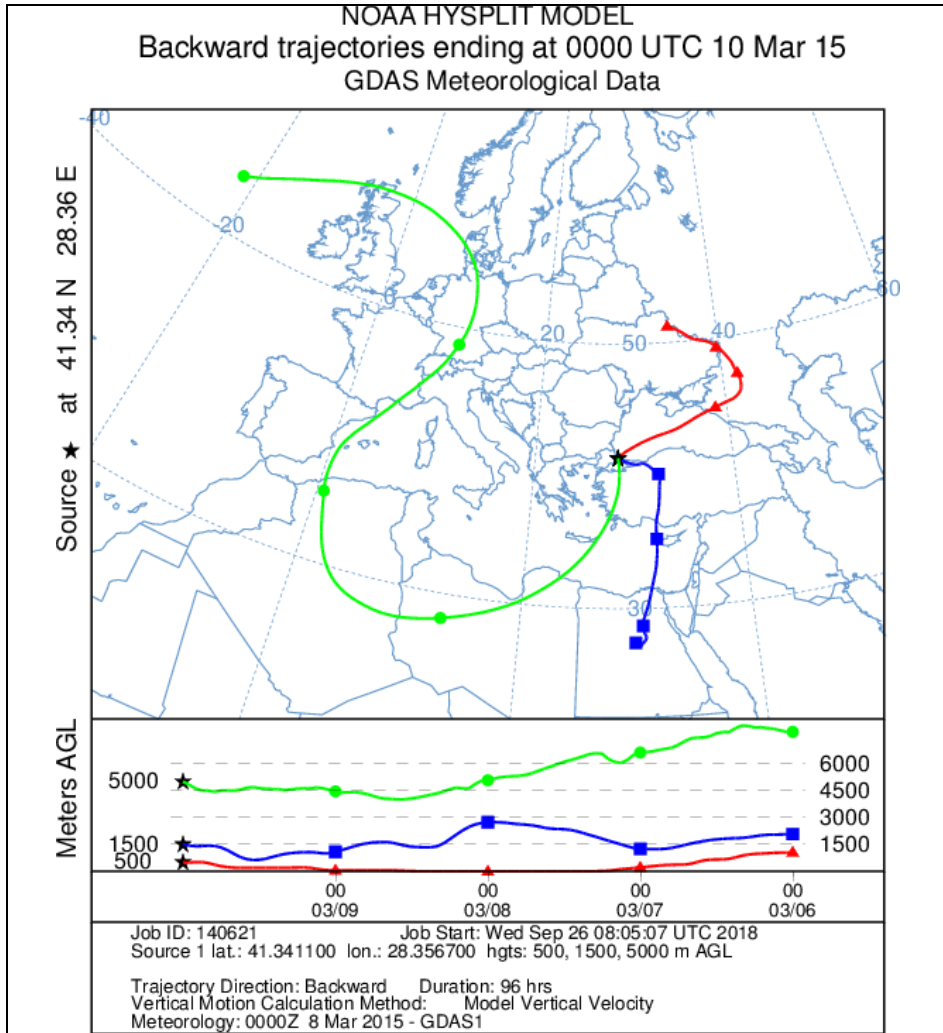 NOAA HYSPLIT MODEL
Backward trajectories ending at 0000 UTC 10 Mar 15
GDAS Meteorological Data
Source ★ at 41.34 N 28.36 E
-40
-20
0
20
50
40
60
30
Meters AGL
5000
1500
500
6000
4500
3000
1500
00 00 00 00
03/09 03/08 03/07 03/06
Job ID: 140621 Job Start: Wed Sep 26 08:05:07 UTC 2018
Source 1 lat.: 41.341100 lon.: 28.356700 hgts: 500, 1500, 5000 m AGL
Trajectory Direction: Backward Duration: 96 hrs
Vertical Motion Calculation Method: Model Vertical Velocity
Meteorology: 0000Z 8 Mar 2015 - GDAS1